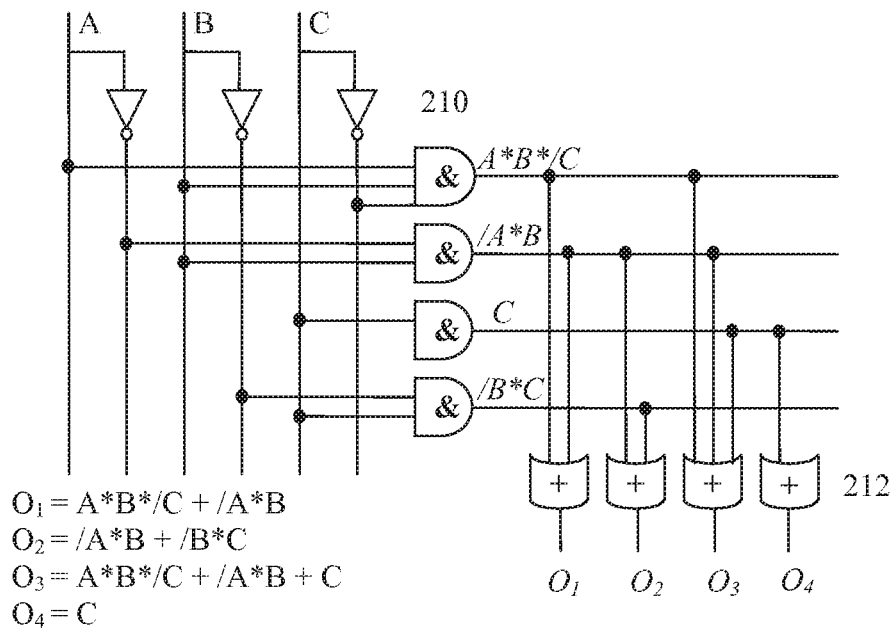 A B C
210
A*B*/C
&
/A*B
&
C
&
/B*C
&
+ + + +
212
O₁ O₂ O₃ O₄
O₁ = A*B*/C + /A*B
O₂ = /A*B + /B*C
O₃ = A*B*/C + /A*B + C
O₄ = C